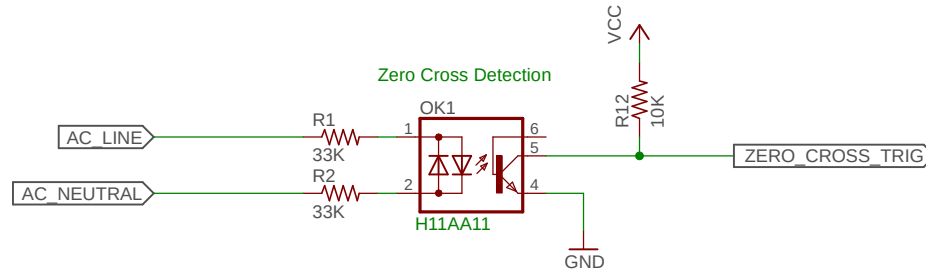 VCC
Zero Cross Detection
R12
10K
OK1
R1
AC_LINE
33K
1
6
5
ZERO_CROSS_TRIG
R2
AC_NEUTRAL
33K
2
4
H11AA11
GND